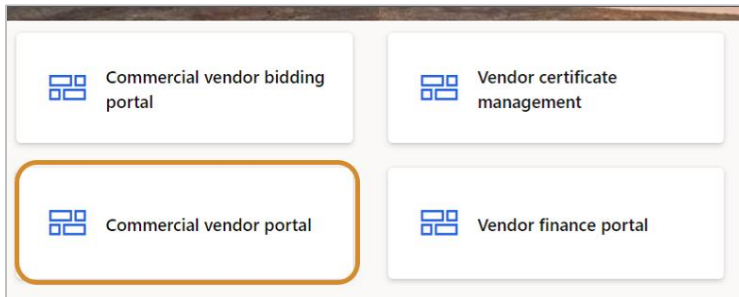 Commercial vendor bidding
portal
Vendor certificate
management
Commercial vendor portal
Vendor finance portal